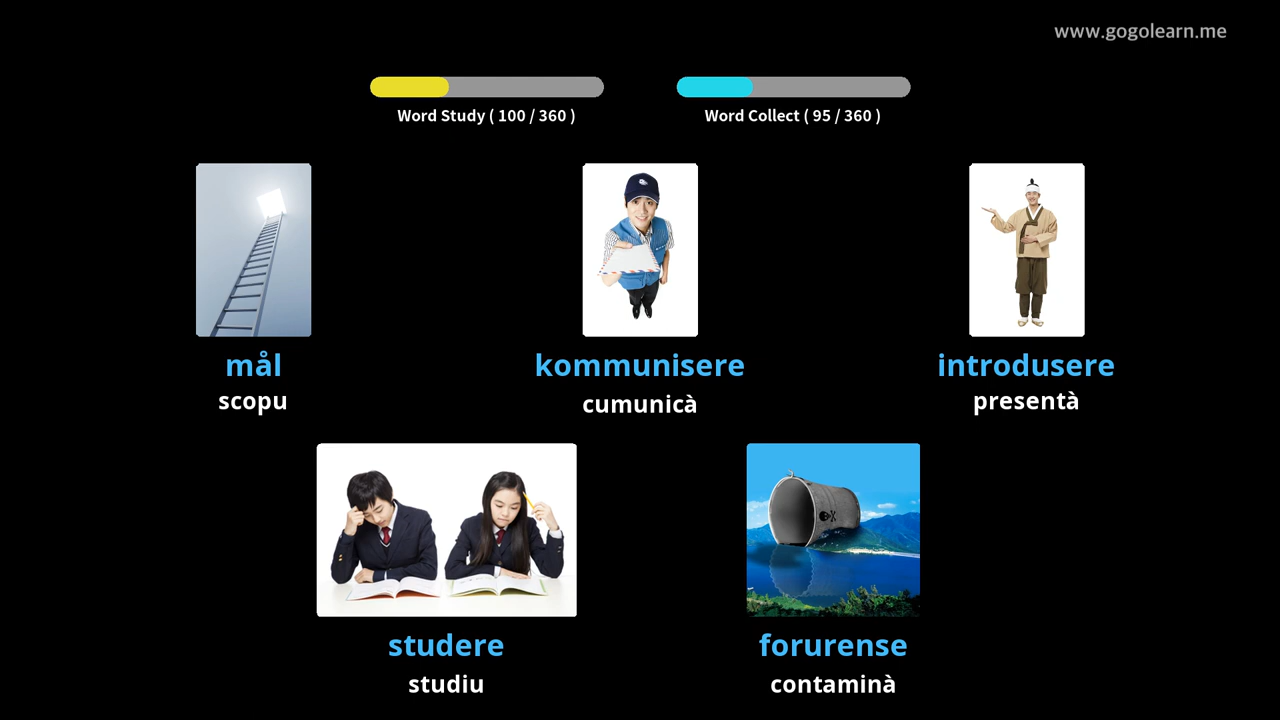 www.gogolearn.me
Word Study ( 100 / 360 )
Word Collect ( 95 / 360 )
mål
scopu
kommunisere
cumunicà
introdusere
presentà
studere
studiu
forurense
contaminà